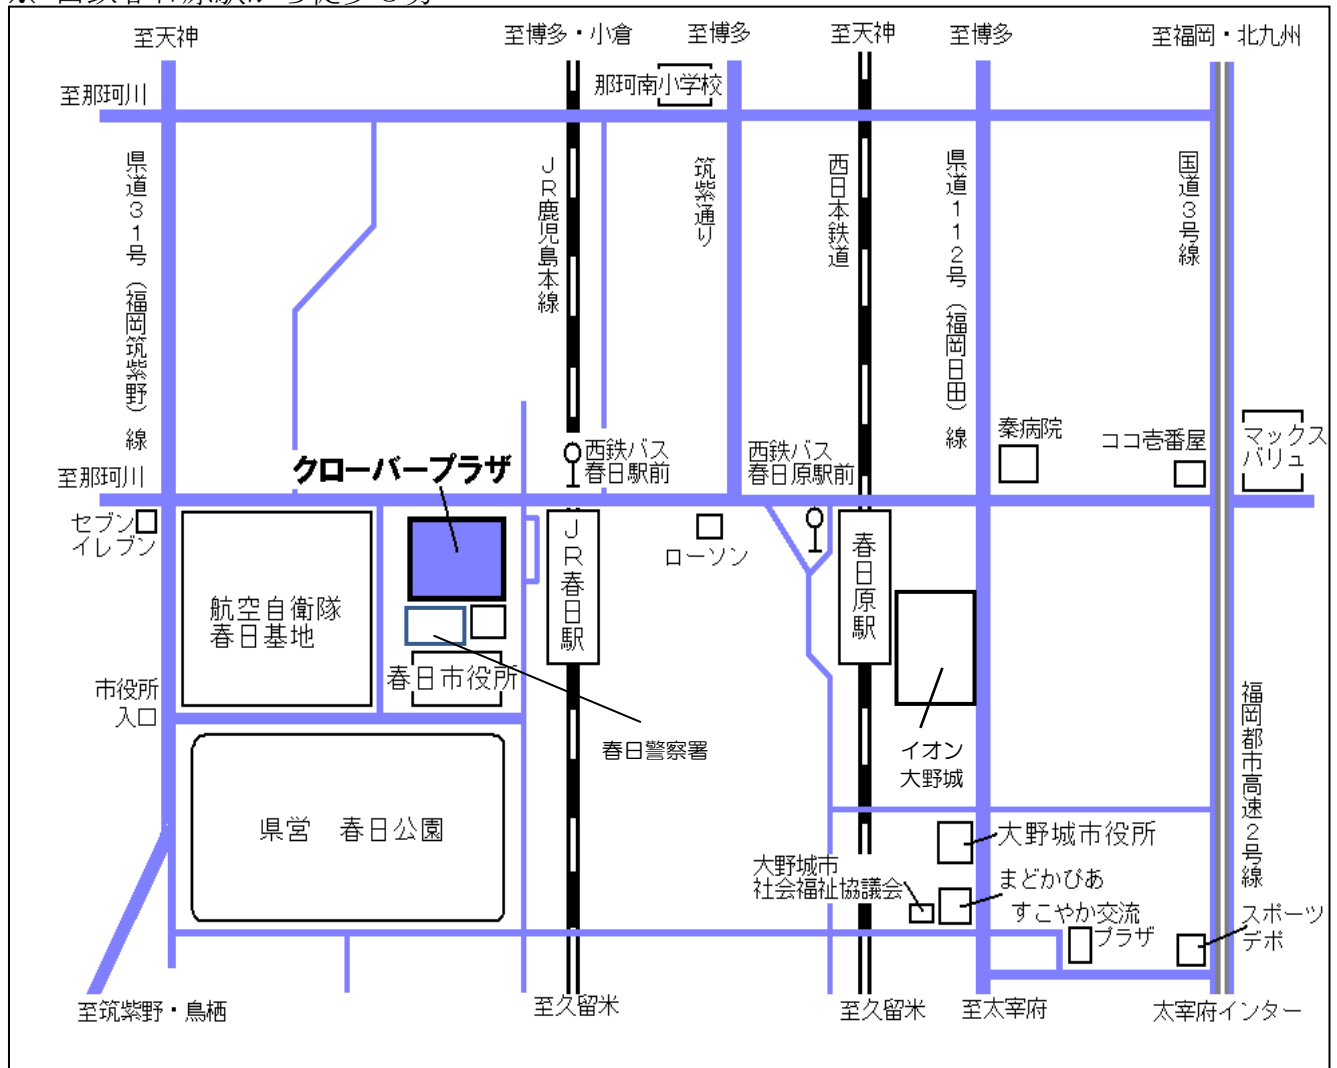 至天神
至博多・小倉
至博多
至天神
至博多
至福岡・北九州
至那珂川
那珂南小学校
県道31号(福岡筑紫野)線
JR鹿児島本線
筑紫通り
西日本鉄道
県道112号(福岡日田)線
国道3号線
クローバープラザ
西鉄バス
春日駅前
西鉄バス
春日原駅前
秦病院
ココ壱番屋
マックス
バリュ
至那珂川
セブン
イレブン
航空自衛隊
春日基地
JR春日駅
ローソン
春日原駅
春日市役所
市役所
入口
春日警察署
イオン
大野城
福岡都市高速2号線
県営 春日公園
大野城市役所
大野城市
社会福祉協議会
まどかぴあ
すこやか交流
プラザ
スポーツ
デポ
至筑紫野・鳥栖
至久留米
至久留米
至太宰府
太宰府インター